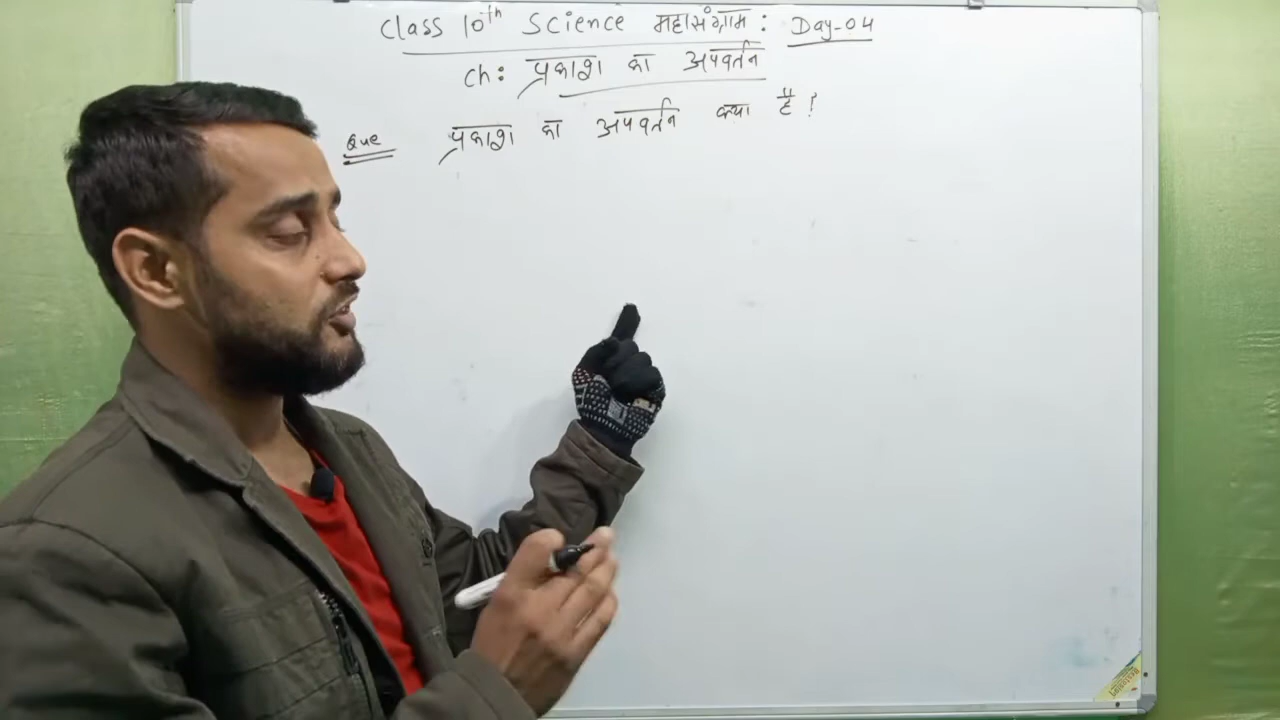 Class 10th Science महासंग्राम : Day-04
Ch: प्रकाश का अपवर्तन
Que प्रकाश का अपवर्तन क्या है !